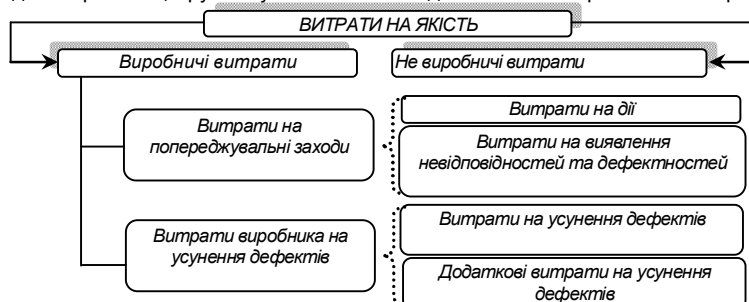 ВИТРАТИ НА ЯКІСТЬ
Виробничі витрати
Не виробничі витрати
Витрати на
попереджувальні заходи
Витрати на дії
Витрати на виявлення
невідповідностей та дефектностей
Витрати виробника на
усунення дефектів
Витрати на усунення дефектів
Додаткові витрати на усунення
дефектів